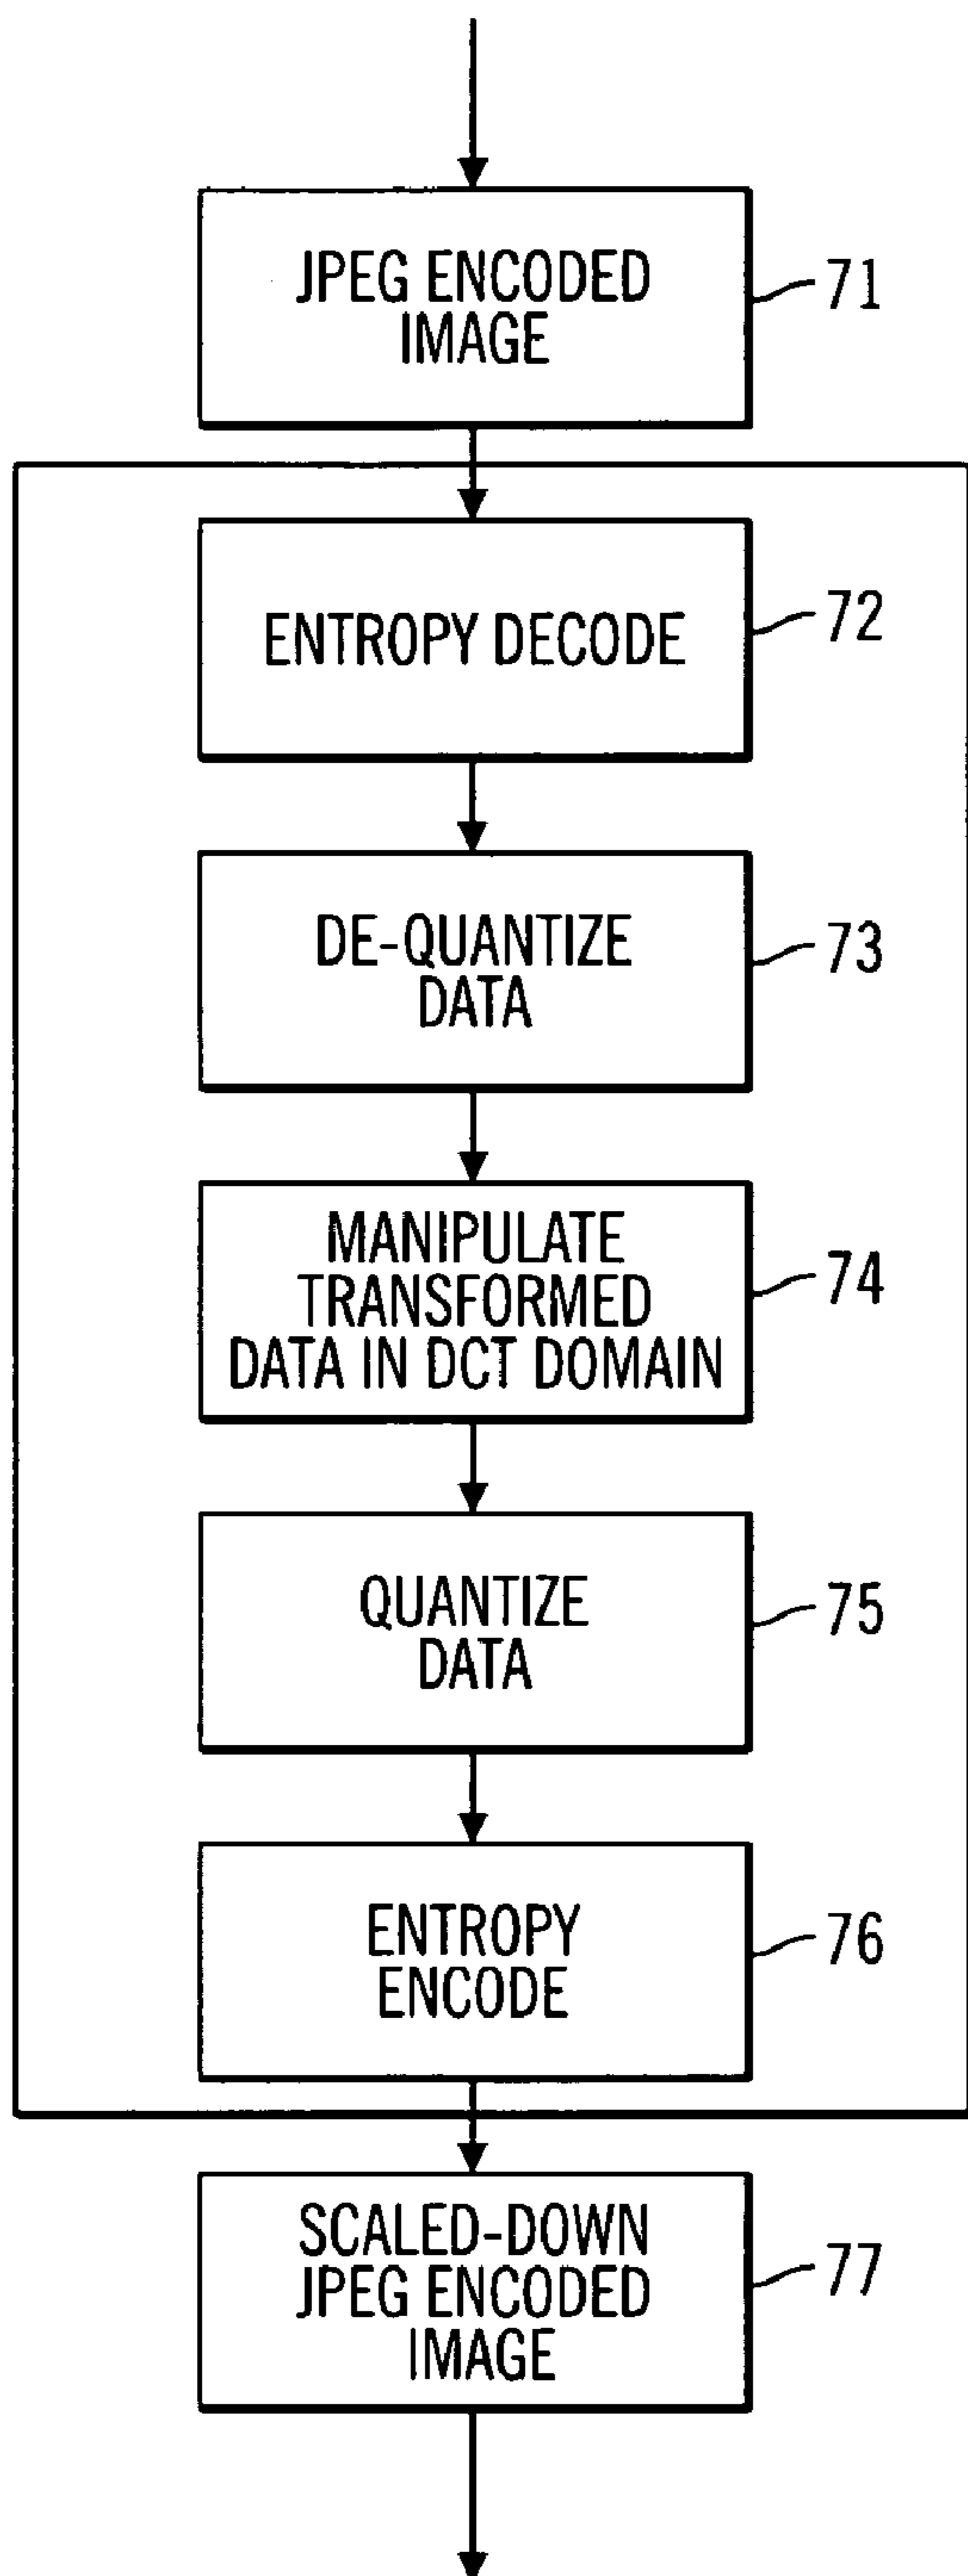 JPEG ENCODED
IMAGE
71
ENTROPY DECODE
72
DE-QUANTIZE
DATA
73
MANIPULATE
TRANSFORMED
DATA IN DCT DOMAIN
74
QUANTIZE
DATA
75
ENTROPY
ENCODE
76
SCALED-DOWN
JPEG ENCODED
IMAGE
77